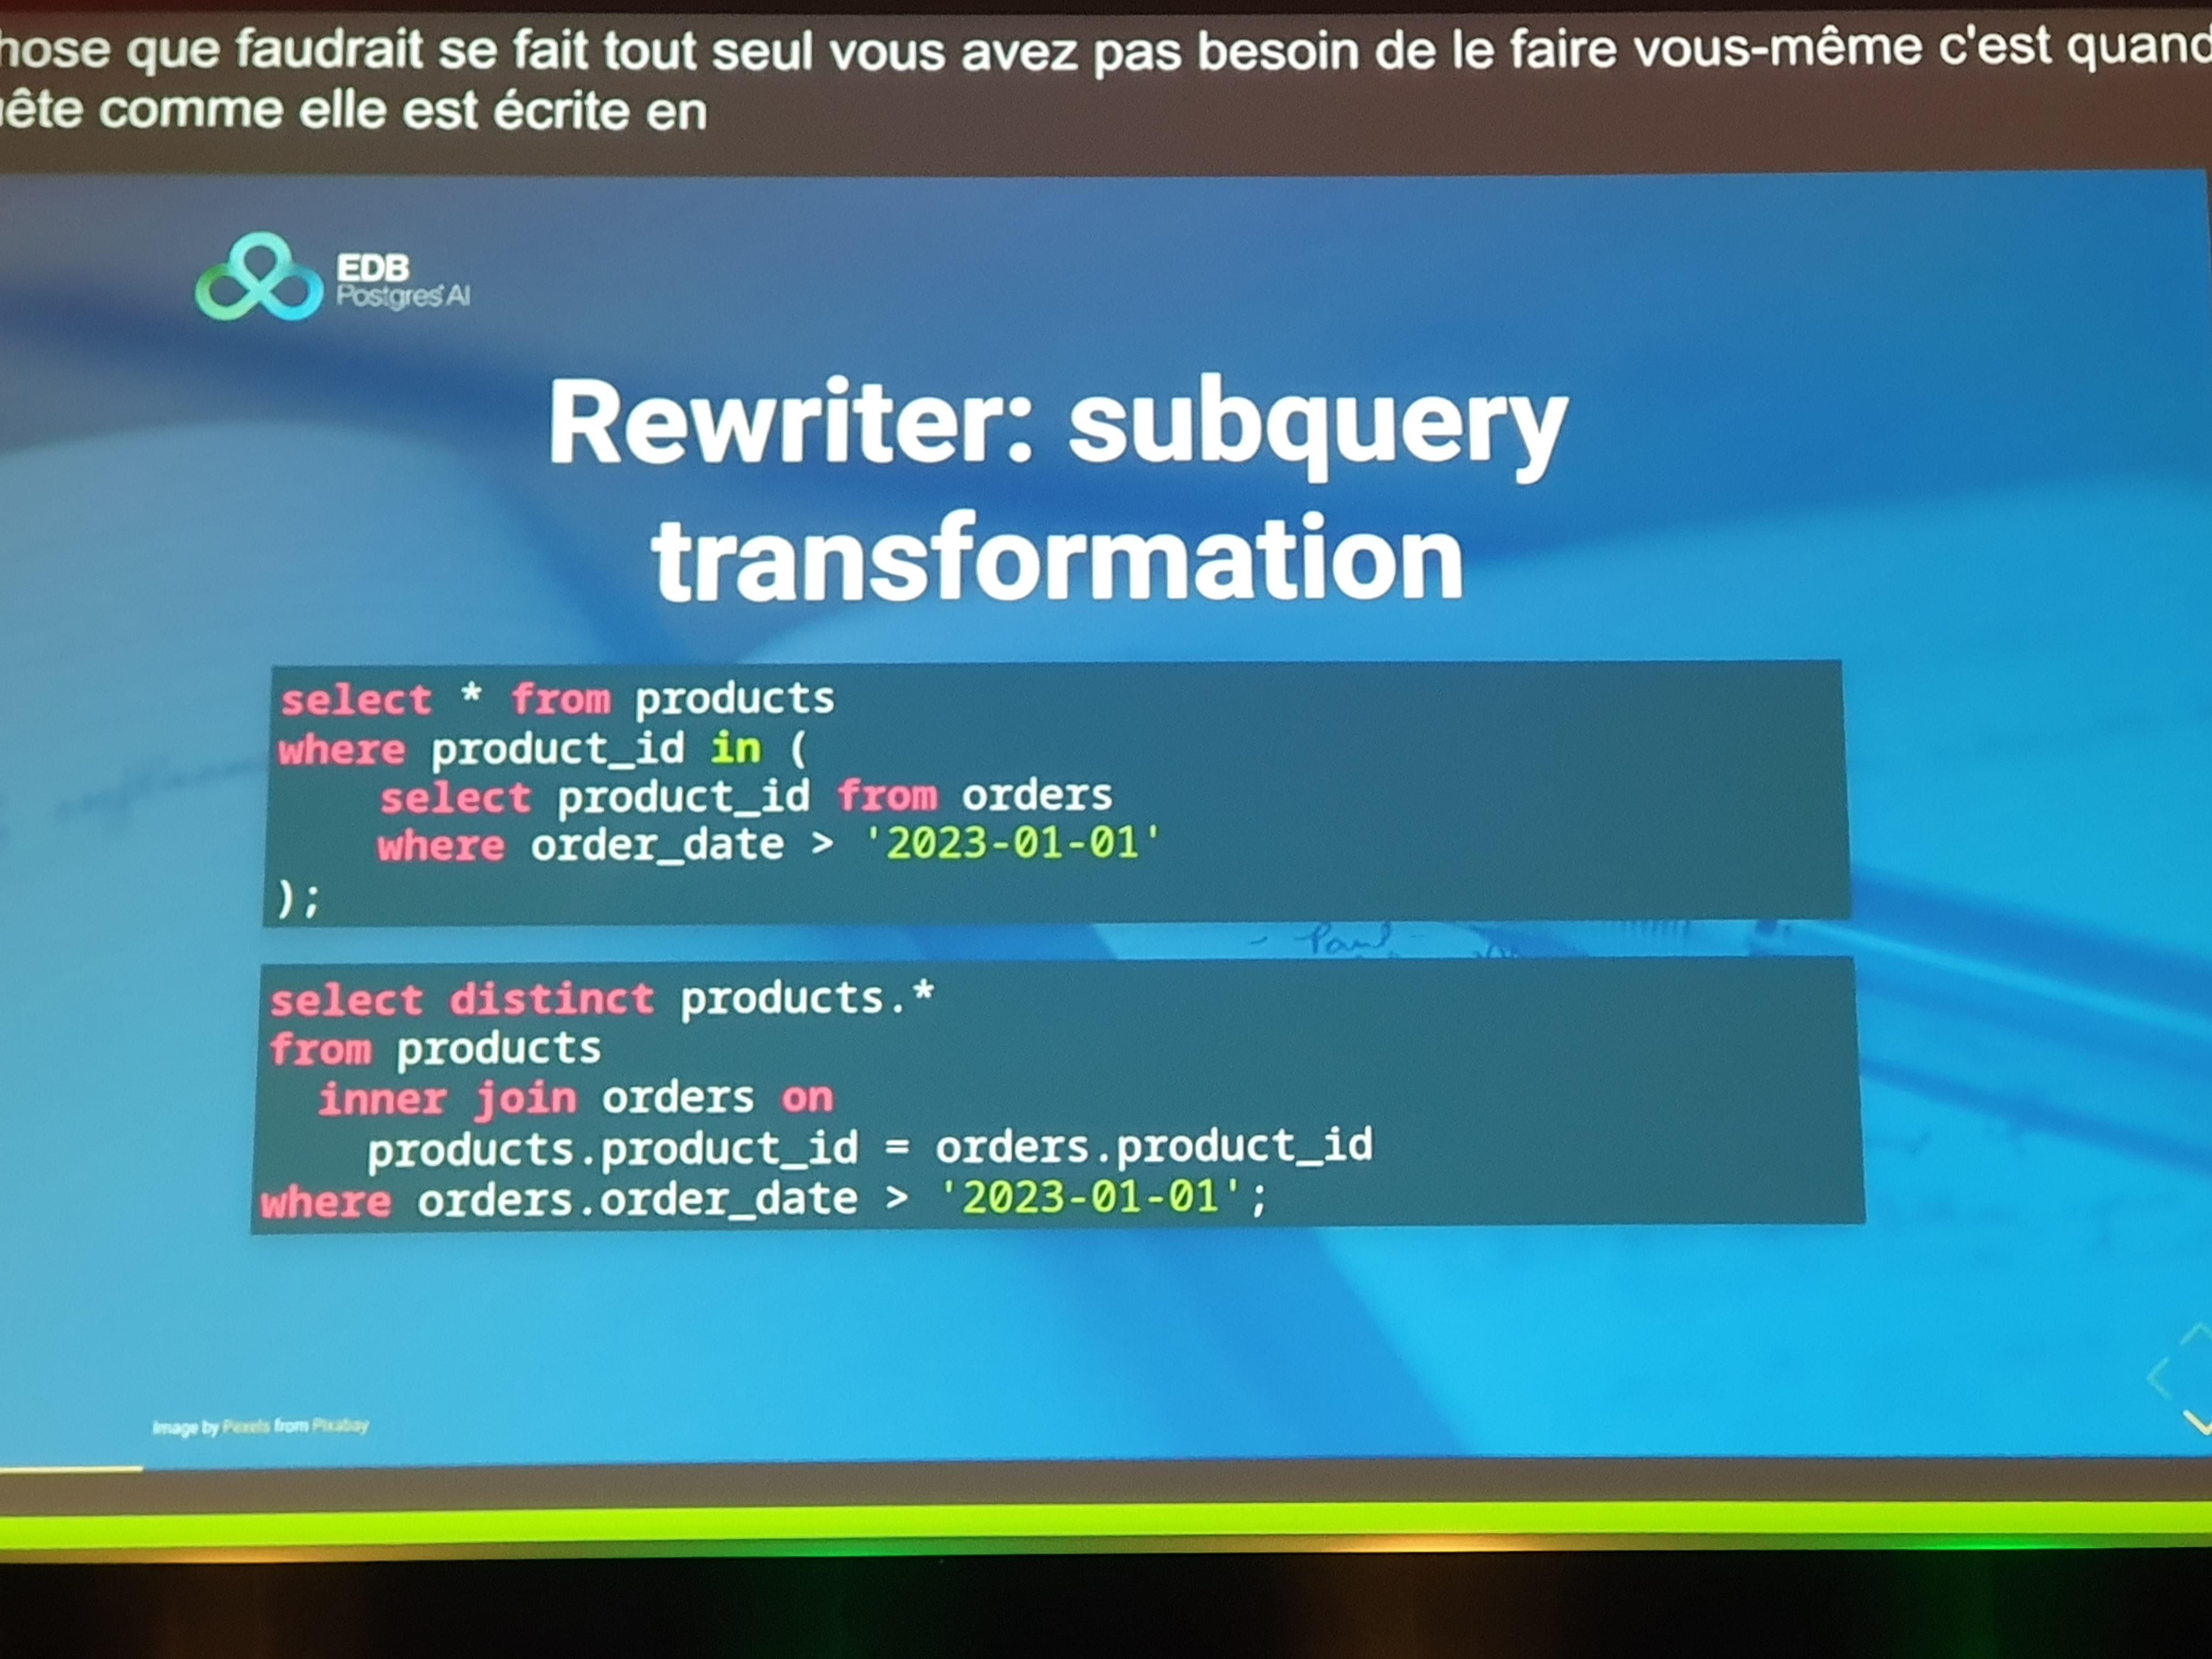 que faudrait se fait tout seul vous avez pas besoin de le faire vous-même c'est quand
comme elle est écrite en
EDB
Postgres AI
Rewriter: subquery
transformation
select * from products
where product_id in (
select product_id from orders
where order_date > '2023-01-01'
);
- Paul -
select distinct products.*
from products
inner join orders on
products.product_id = orders.product_id
where orders.order_date > '2023-01-01';
Image by Pexels from Pixabay